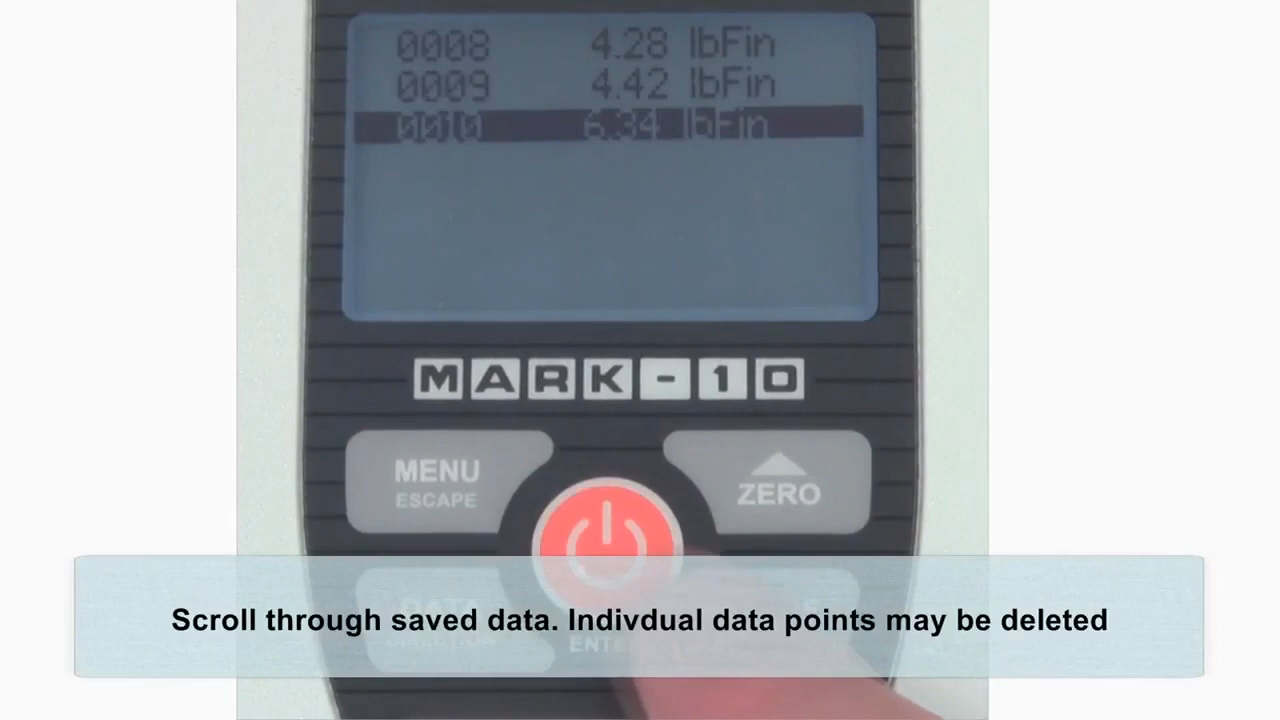 0008 4.28 lbFin
0009 4.42 lbFin
0010 6.34 lbFin
MARK-10
MENU
ESCAPE
ZERO
Scroll through saved data. Indivdual data points may be deleted